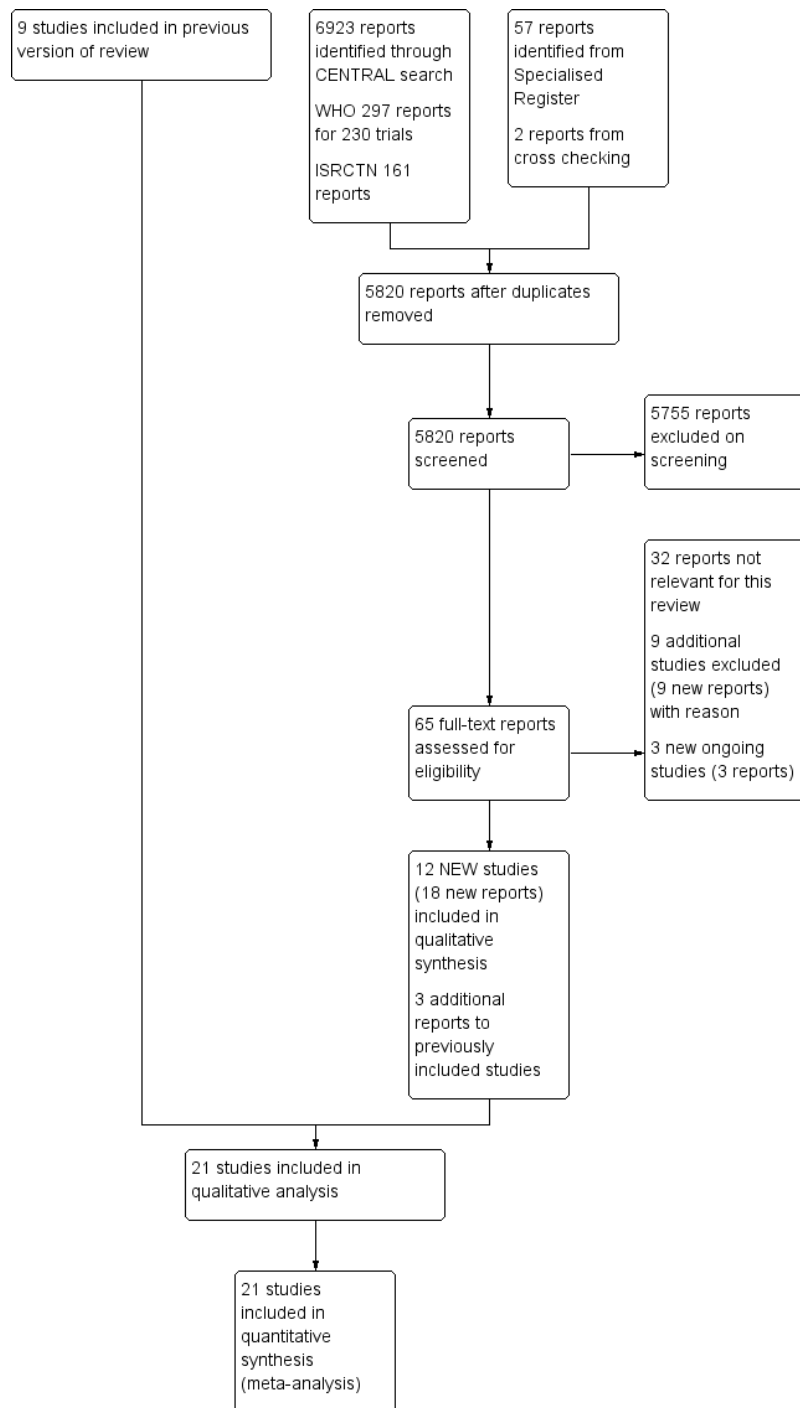 9 studies included in previous
version of review
6923 reports
identified through
CENTRAL search
WHO 297 reports
for 230 trials
ISRCTN 161
reports
57 reports
identified from
Specialised
Register
2 reports from
cross checking
5820 reports after duplicates
removed
5820 reports
screened
5755 reports
excluded on
screening
32 reports not
relevant for this
review
9 additional
studies excluded
(9 new reports)
with reason
3 new ongoing
studies (3 reports)
65 full-text reports
assessed for
eligibility
12 NEW studies
(18 new reports)
included in
qualitative
synthesis
3 additional
reports to
previously
included studies
21 studies included in
qualitative analysis
21 studies
included in
quantitative
synthesis
(meta-analysis)